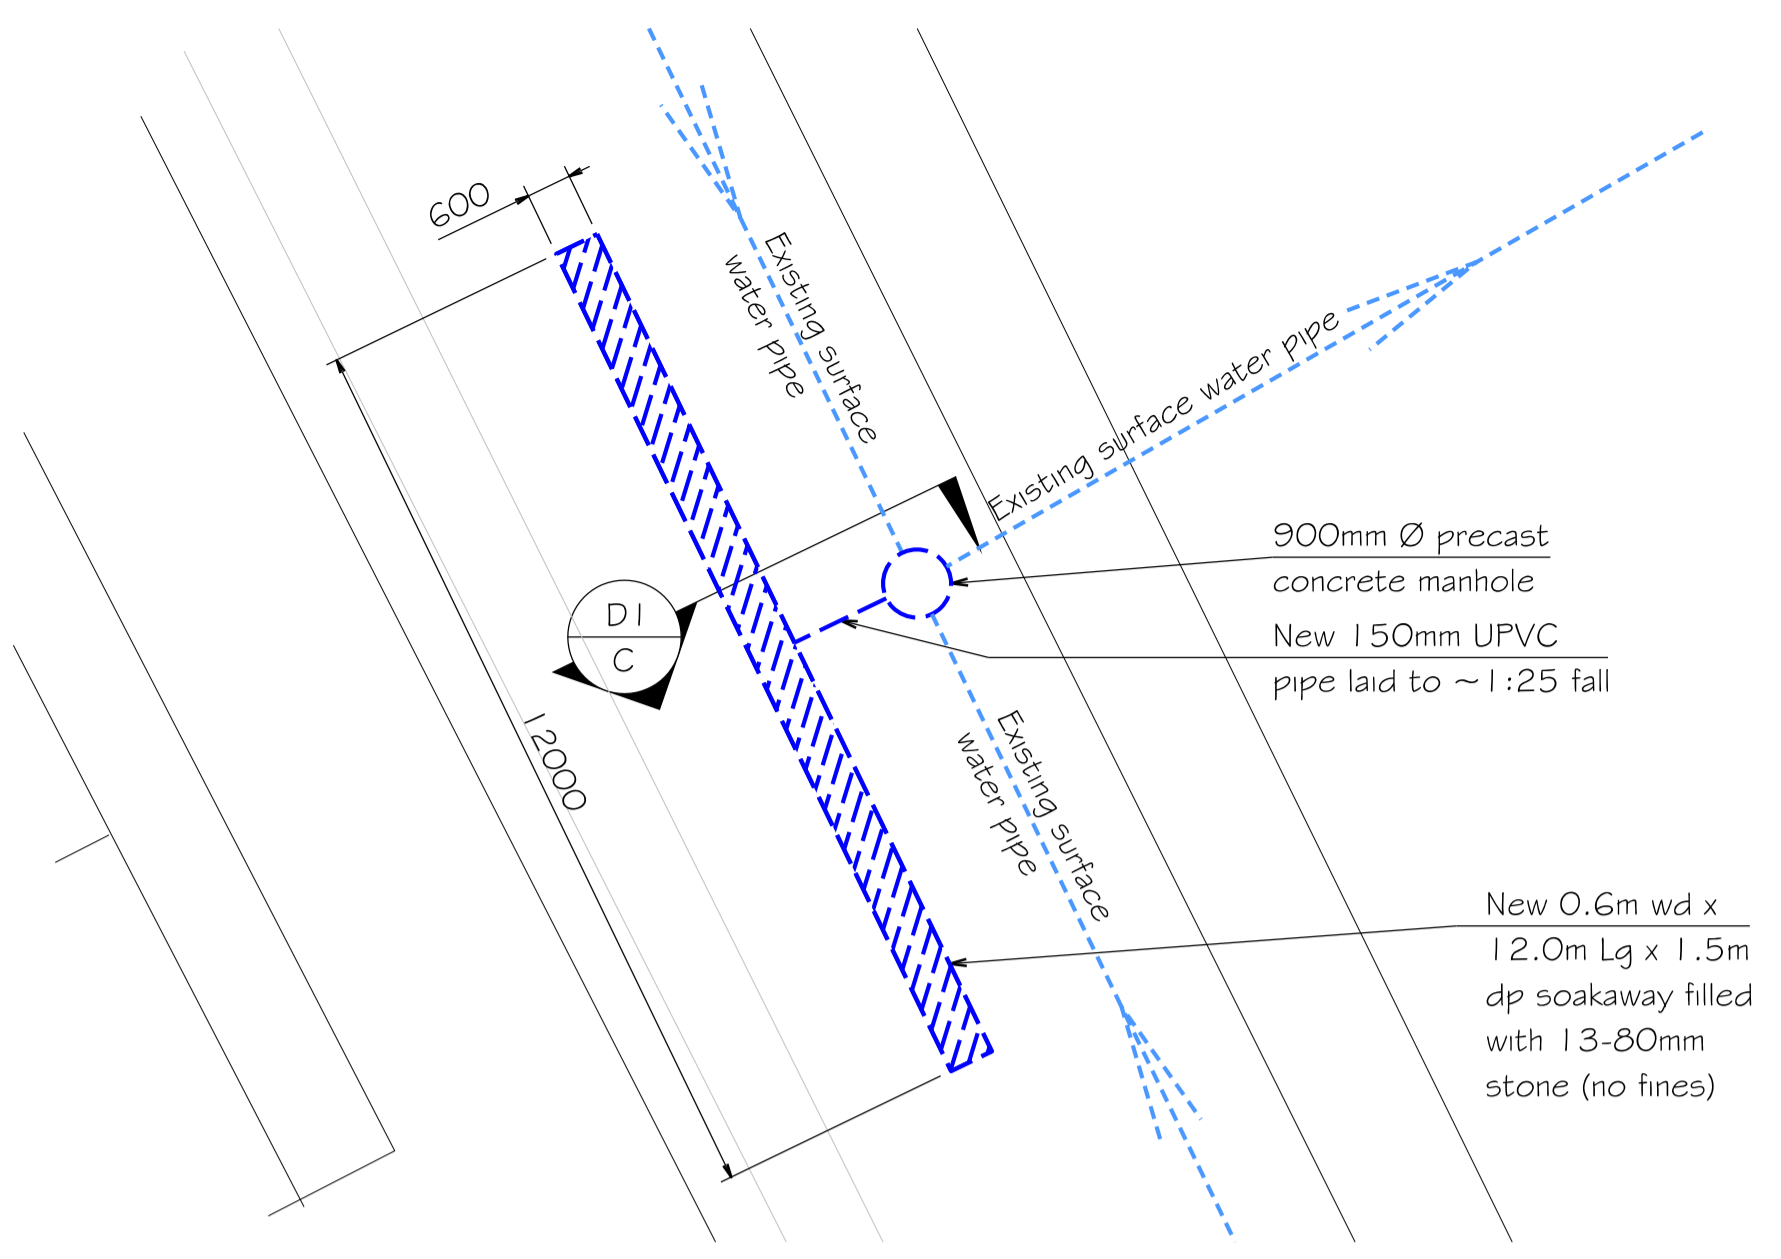 600
Existing surface
water pipe
Existing surface water pipe
900mm Ø precast
concrete manhole
D1
C
New 150mm UPVC
pipe laid to ~1:25 fall
12000
Existing surface
water pipe
New 0.6m wd x
12.0m Lg x 1.5m
dp soakaway filled
with 13-80mm
stone (no fines)